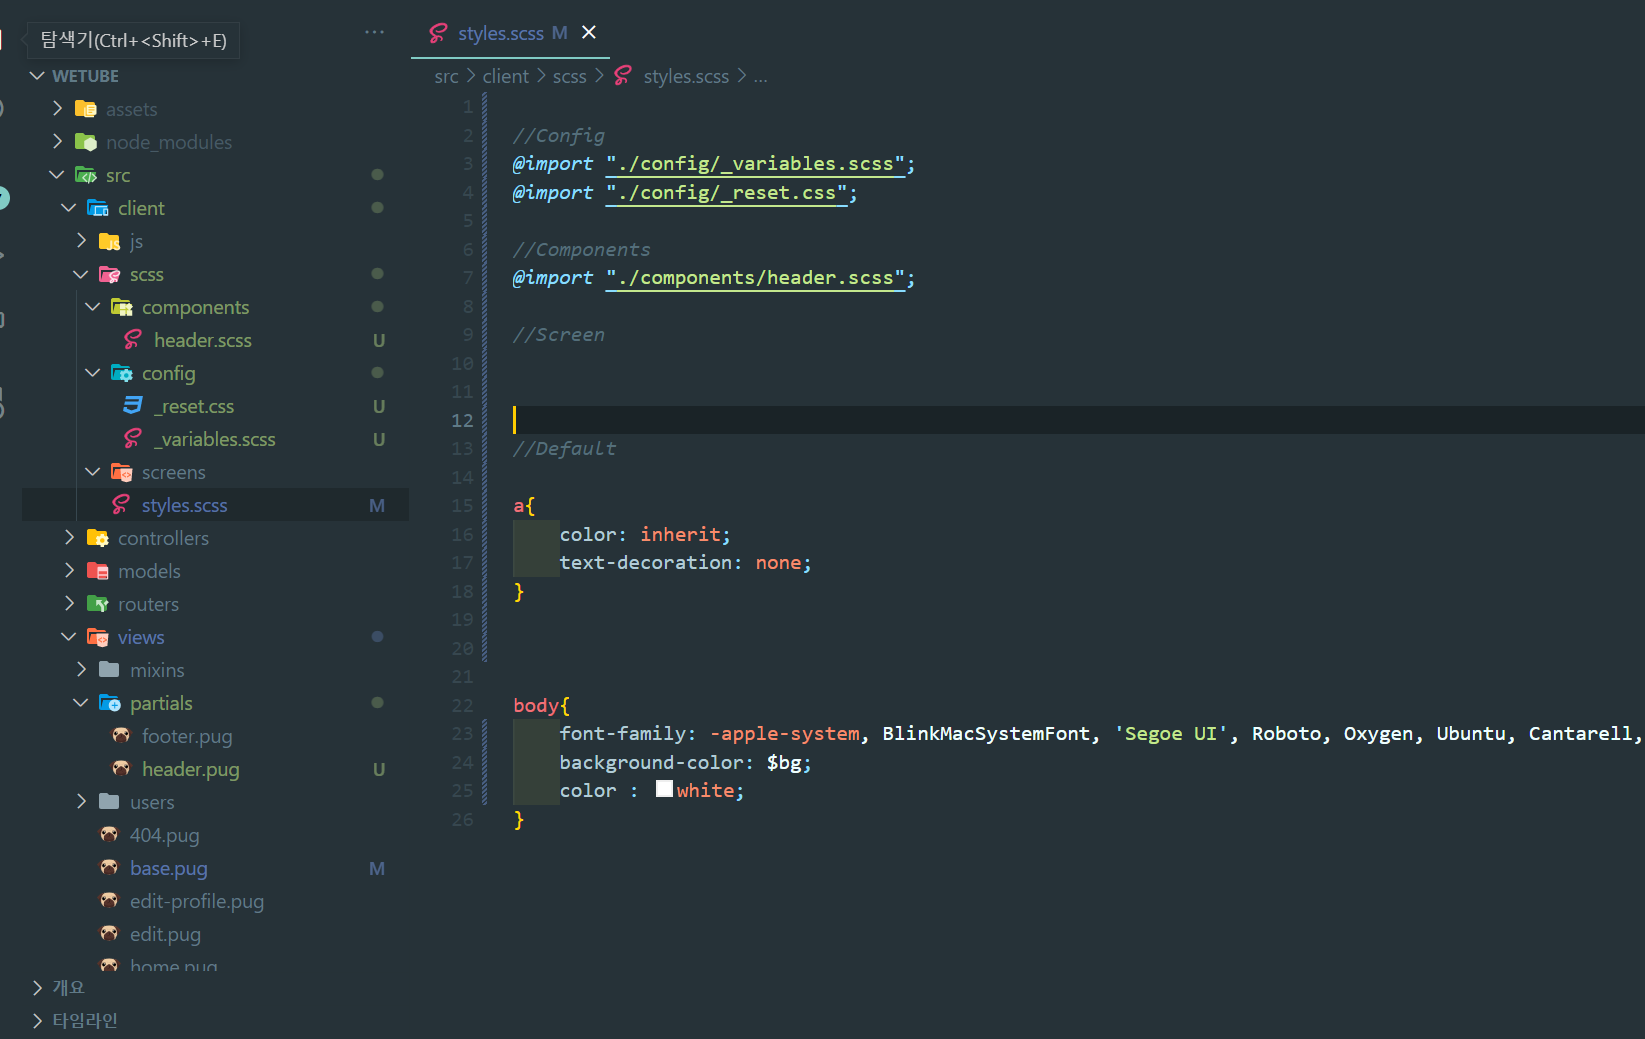 탐색기(Ctrl+<Shift>+E)
···
WETUBE
assets
node_modules
src
client
js
scss
components
header.scss U
config
_reset.css U
_variables.scss U
screens
styles.scss M
controllers
models
routers
views
mixins
partials
footer.pug
header.pug U
users
404.pug
base.pug M
edit-profile.pug
edit.pug
home.pug
개요
타임라인
styles.scss M
src > client > scss > styles.scss > ...
1
2 //Config
3 @import "./config/_variables.scss";
4 @import "./config/_reset.css";
5
6 //Components
7 @import "./components/header.scss";
8
9 //Screen
10
11
12
13 //Default
14
15 a{
16 color: inherit;
17 text-decoration: none;
18 }
19
20
21
22 body{
23 font-family: -apple-system, BlinkMacSystemFont, 'Segoe UI', Roboto, Oxygen, Ubuntu, Cantarell,
24 background-color: $bg;
25 color : white;
26 }